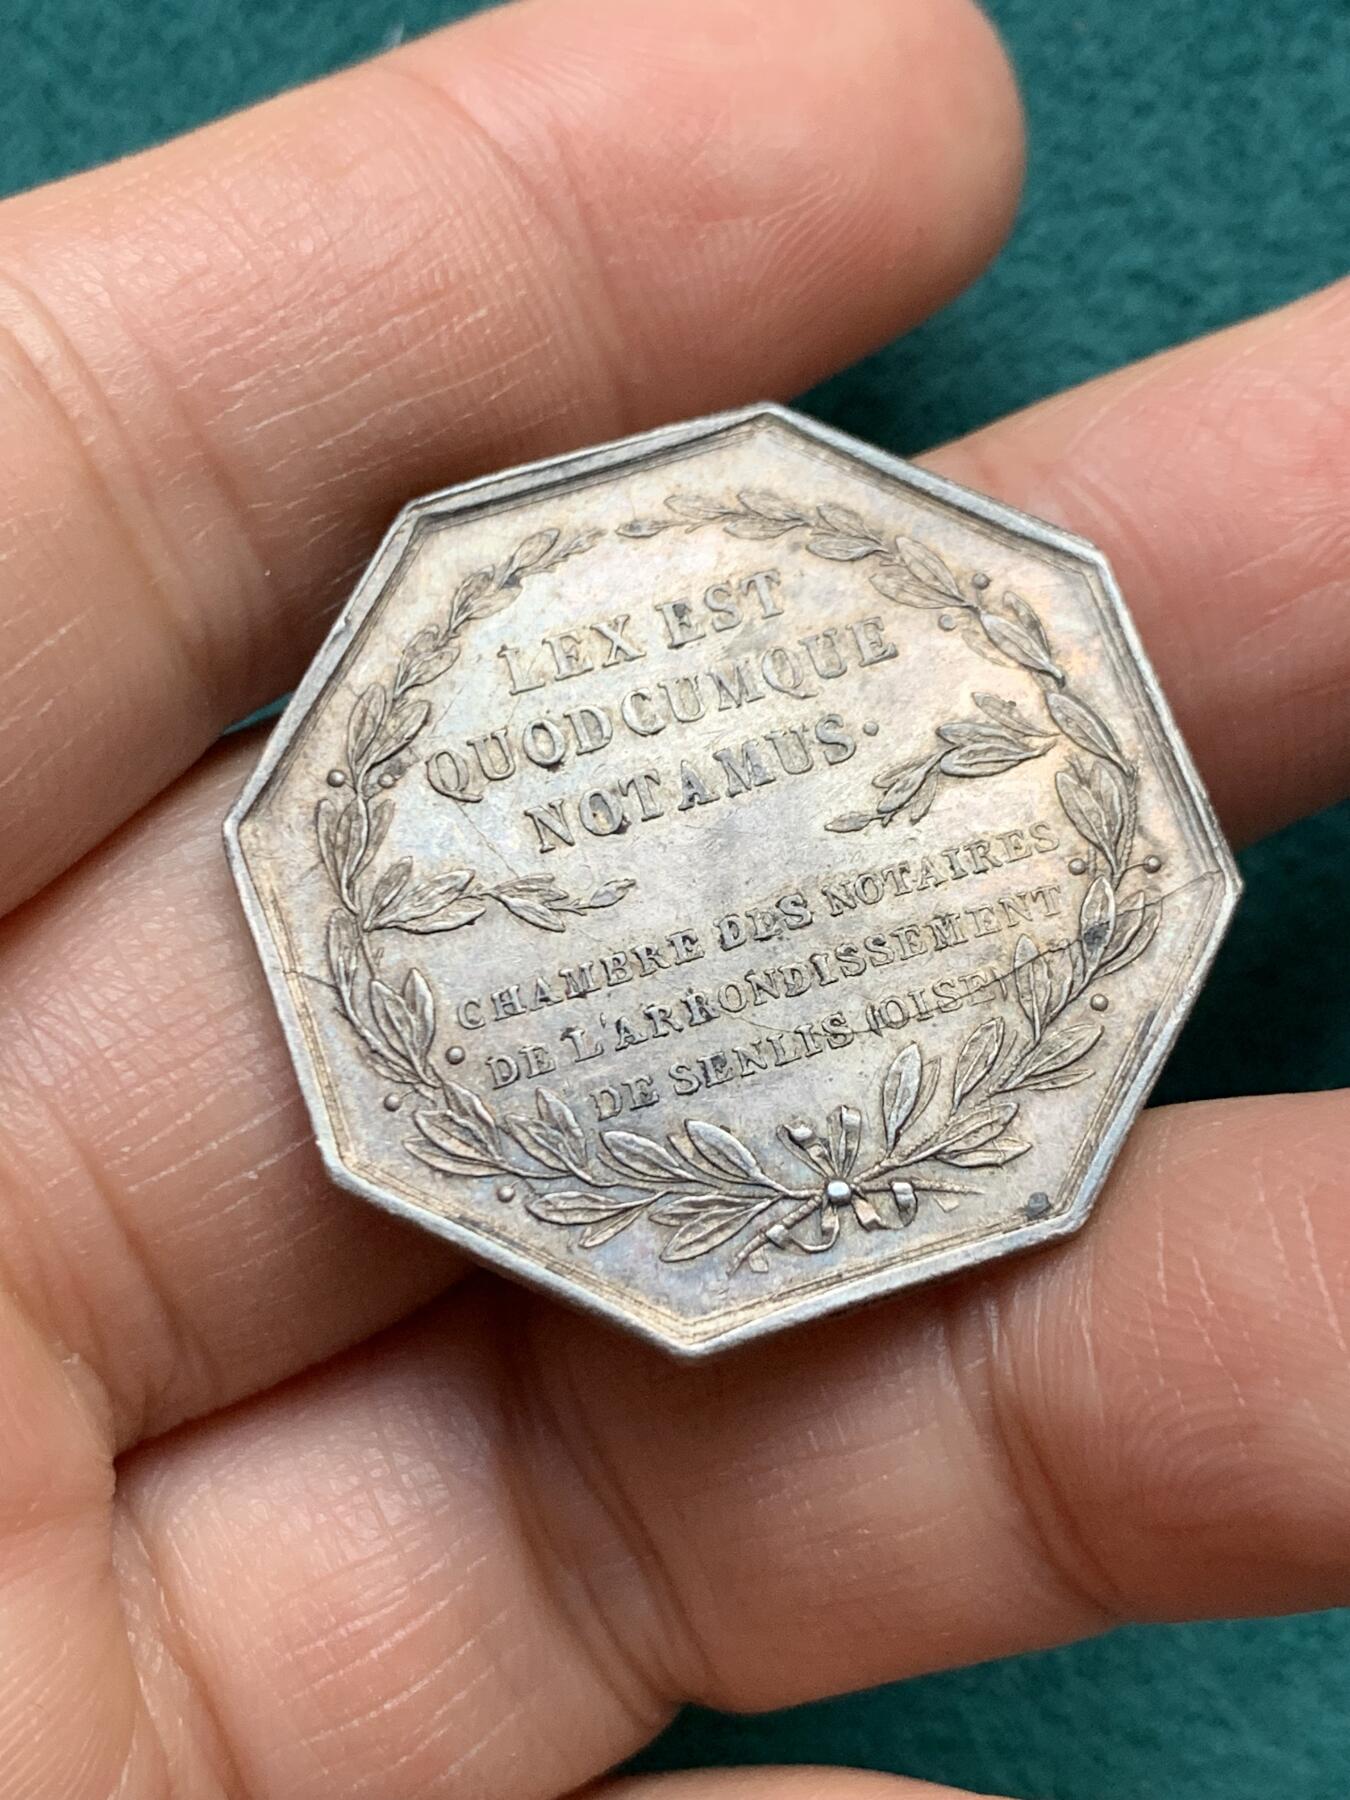 LEX EST
QUODCUMQUE
NOTAMUS.
CHAMBRE DES NOTAIRES
DE L'ARRONDISSEMENT
DE SENLIS (OISE)